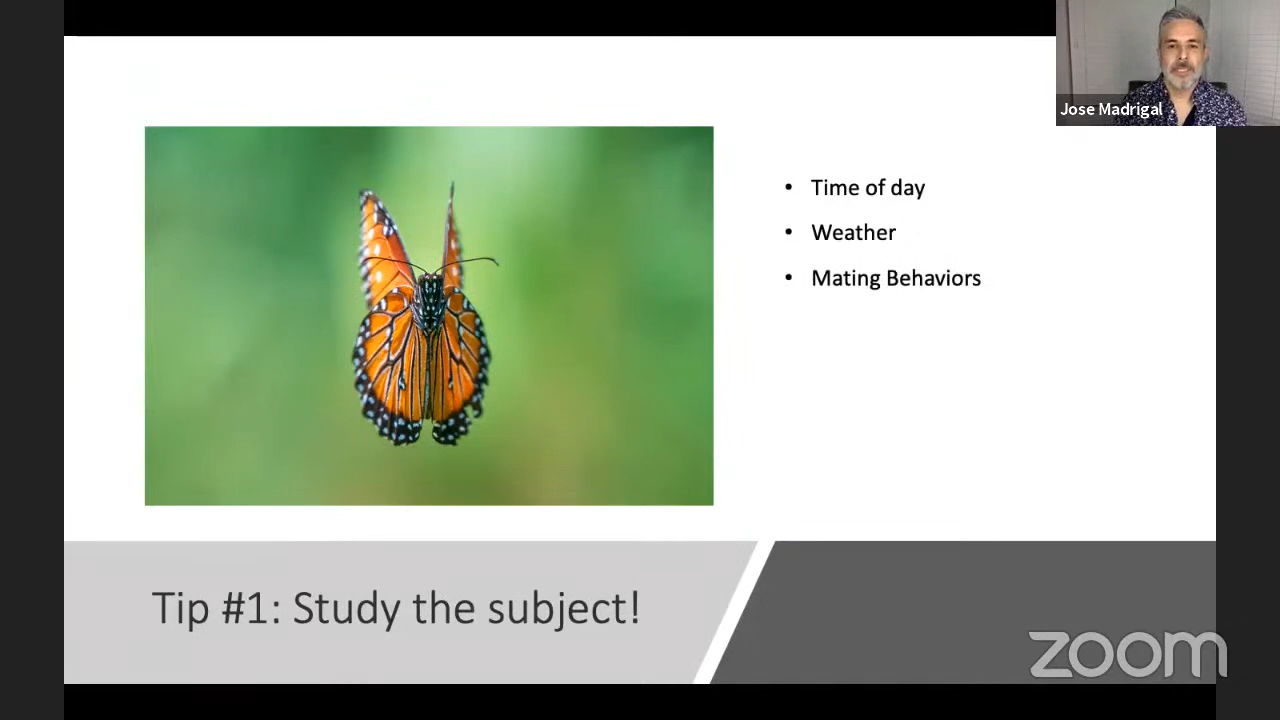 Jose Madrigal
• Time of day
• Weather
• Mating Behaviors
Tip #1: Study the subject!
zoom